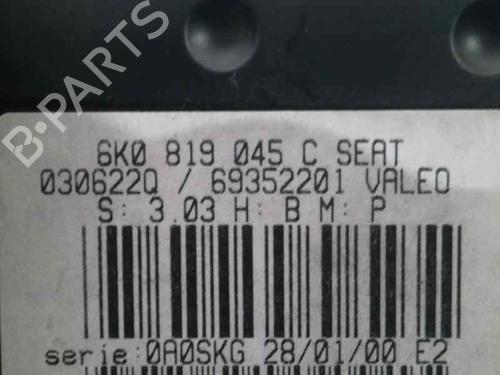 B-PARTS
6K0 819 045 C SEAT
030622Q / 69352201 VALEO
S: 3.03 H: B M: P
serie:0A0SKG 28/01/00 E2